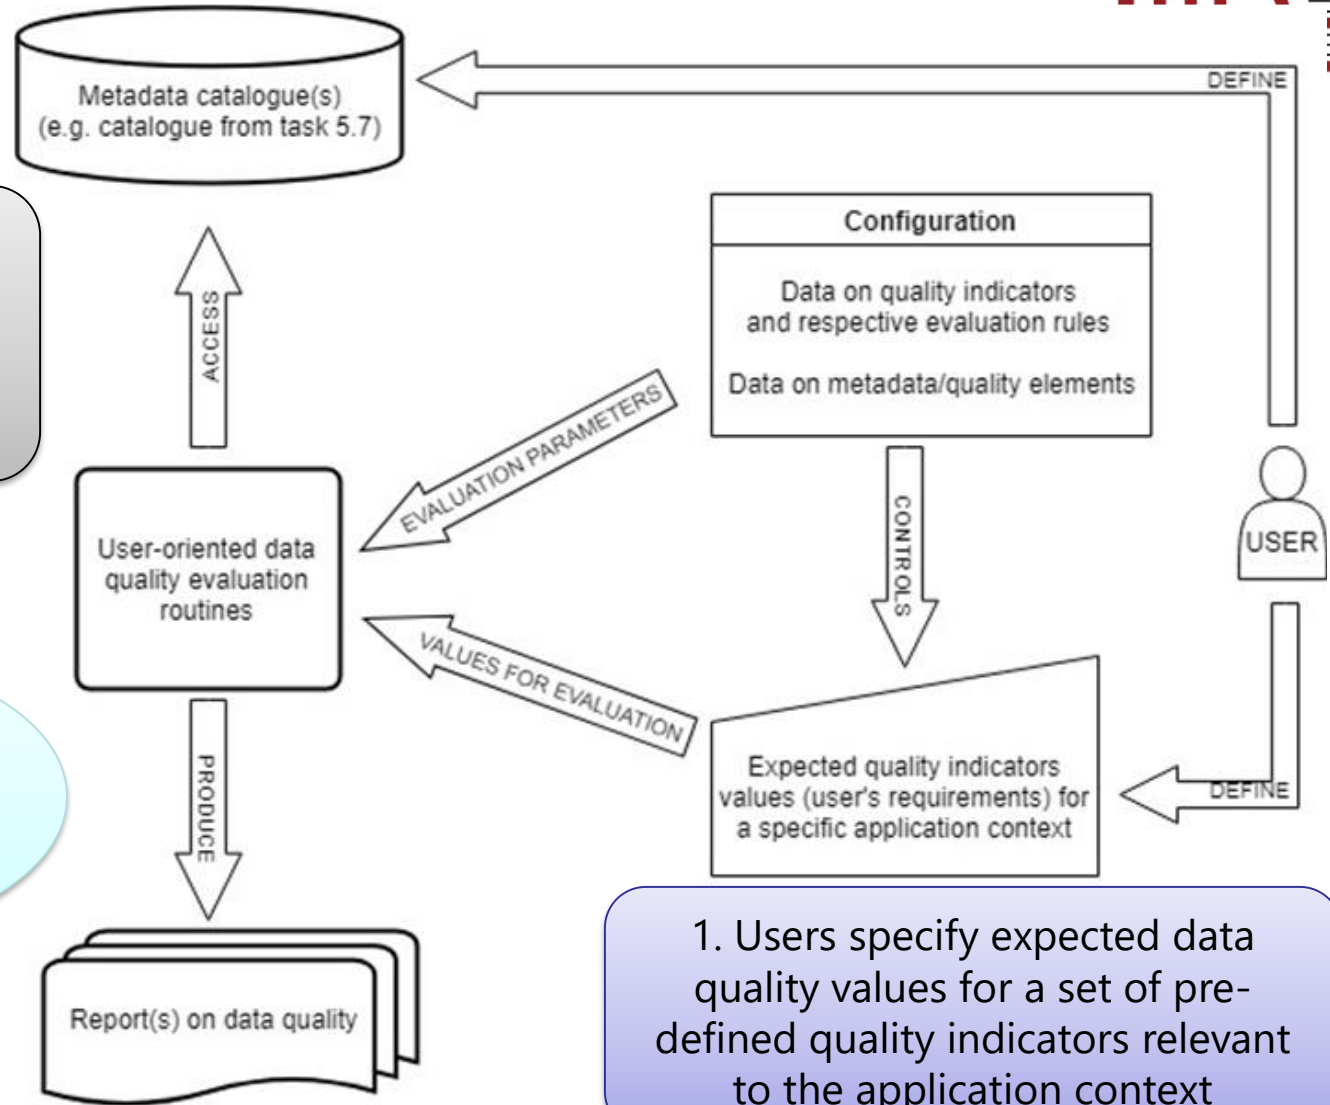 DEFINE
Metadata catalogue(s)
(e.g. catalogue from task 5.7)
Configuration
Data on quality indicators
and respective evaluation rules
Data on metadata/quality elements
ACCESS
EVALUATION PARAMETERS
CONTROLS
USER
User-oriented data
quality evaluation
routines
VALUES FOR EVALUATION
PRODUCE
Expected quality indicators
values (user's requirements) for
a specific application context
DEFINE
Report(s) on data quality
1. Users specify expected data
quality values for a set of pre-
defined quality indicators relevant
to the application context